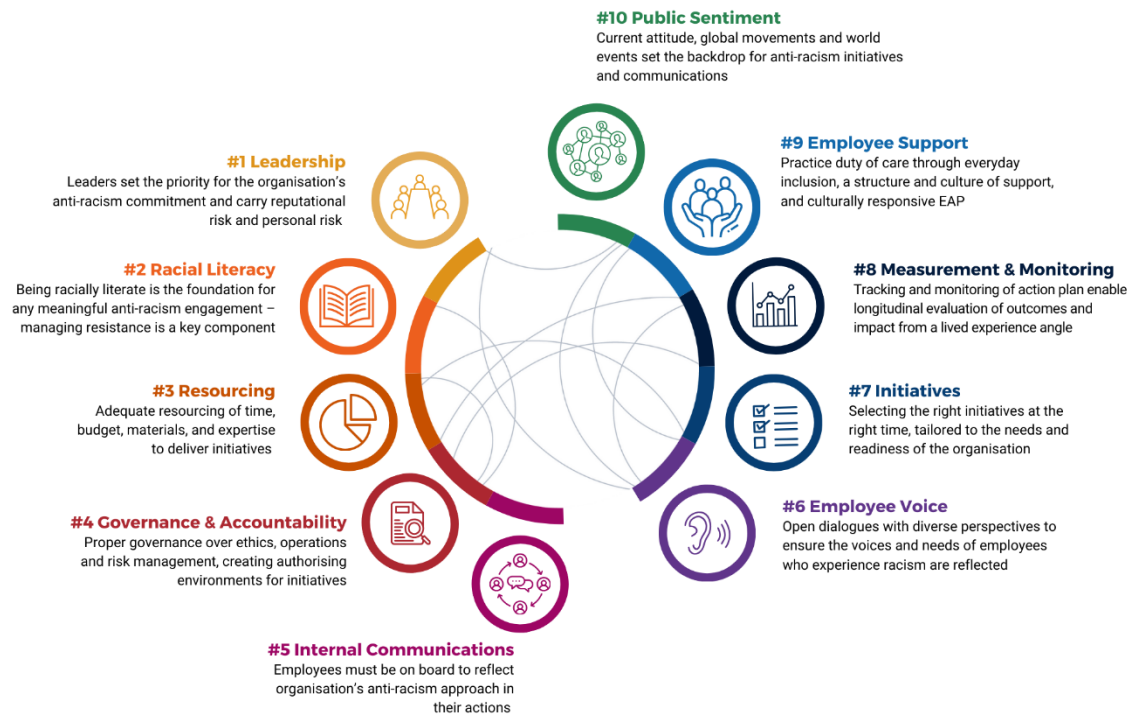 #10 Public Sentiment
Current attitude, global movements and world
events set the backdrop for anti-racism initiatives
and communications
#1 Leadership
Leaders set the priority for the organisation’s
anti-racism commitment and carry reputational
risk and personal risk
#2 Racial Literacy
Being racially literate is the foundation for
any meaningful anti-racism engagement –
managing resistance is a key component
#3 Resourcing
Adequate resourcing of time,
budget, materials, and expertise
to deliver initiatives
#4 Governance & Accountability
Proper governance over ethics, operations
and risk management, creating authorising
environments for initiatives
#5 Internal Communications
Employees must be on board to reflect
organisation’s anti-racism approach in
their actions
#9 Employee Support
Practice duty of care through everyday
inclusion, a structure and culture of support,
and culturally responsive EAP
#8 Measurement & Monitoring
Tracking and monitoring of action plan enable
longitudinal evaluation of outcomes and
impact from a lived experience angle
#7 Initiatives
Selecting the right initiatives at the
right time, tailored to the needs and
readiness of the organisation
#6 Employee Voice
Open dialogues with diverse perspectives to
ensure the voices and needs of employees
who experience racism are reflected